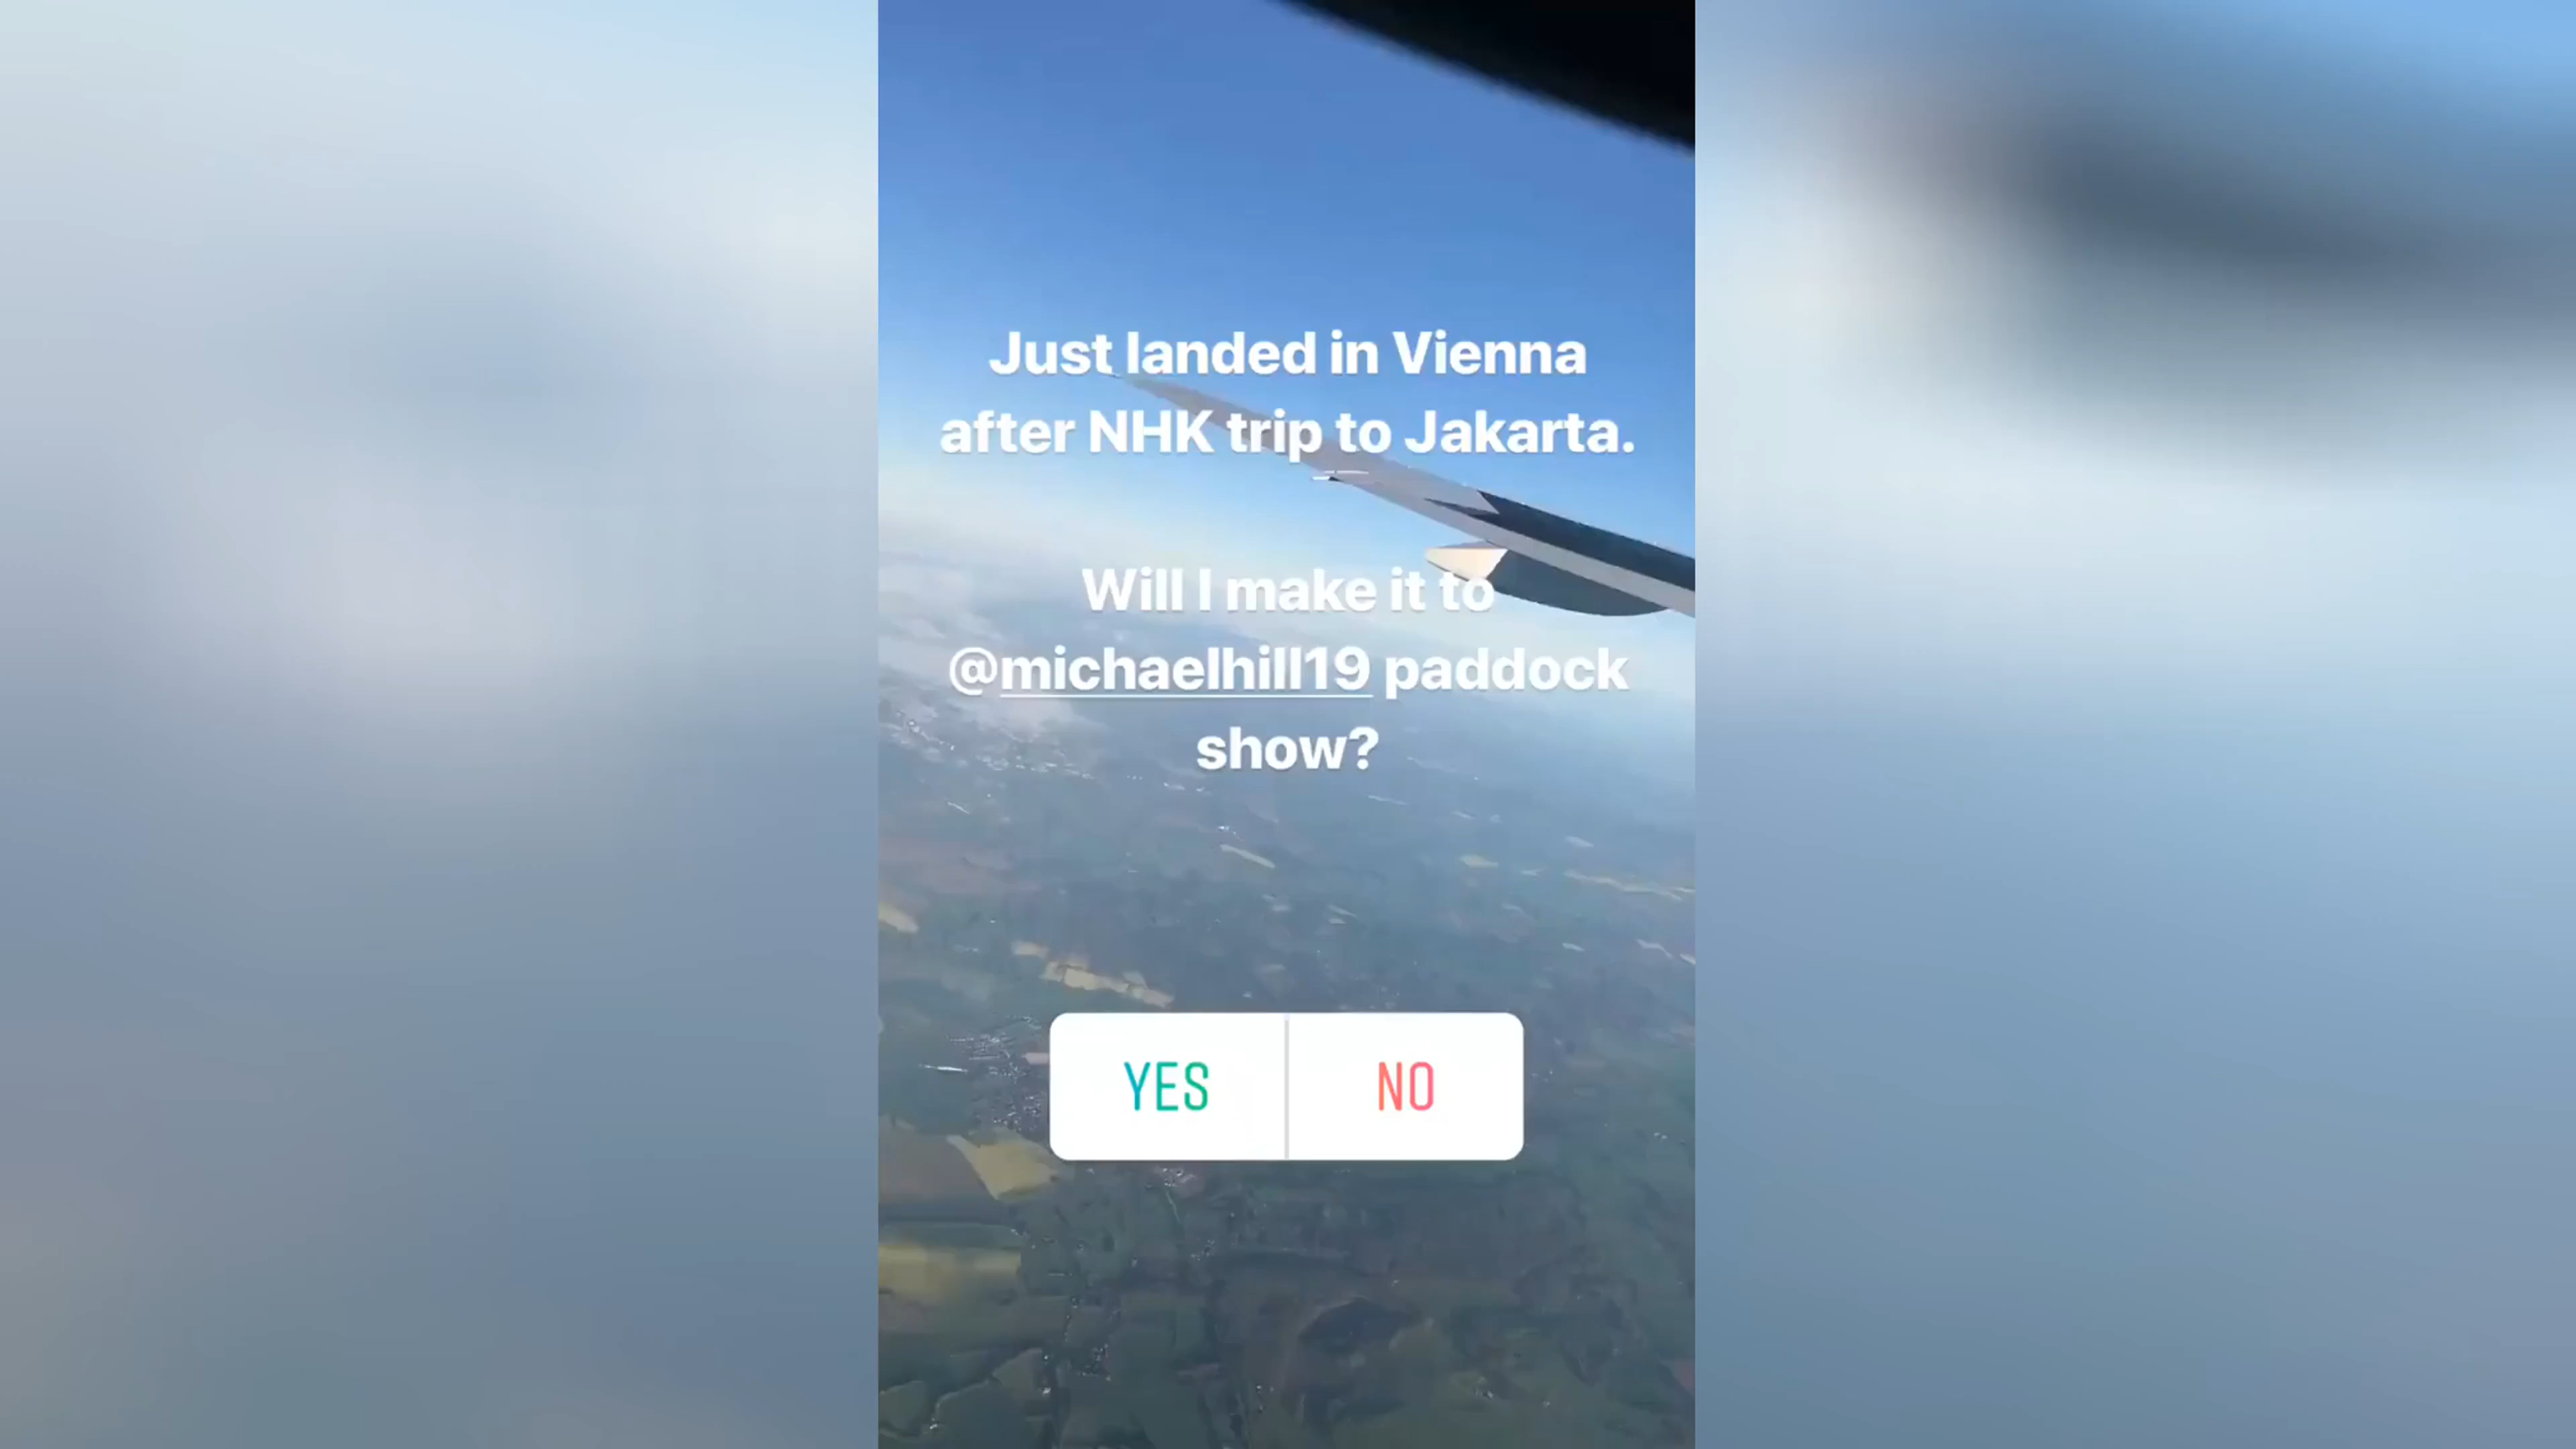 Just landed in Vienna
after NHK trip to Jakarta.
Will I make it to
@michaelhill19 paddock
show?
YES NO